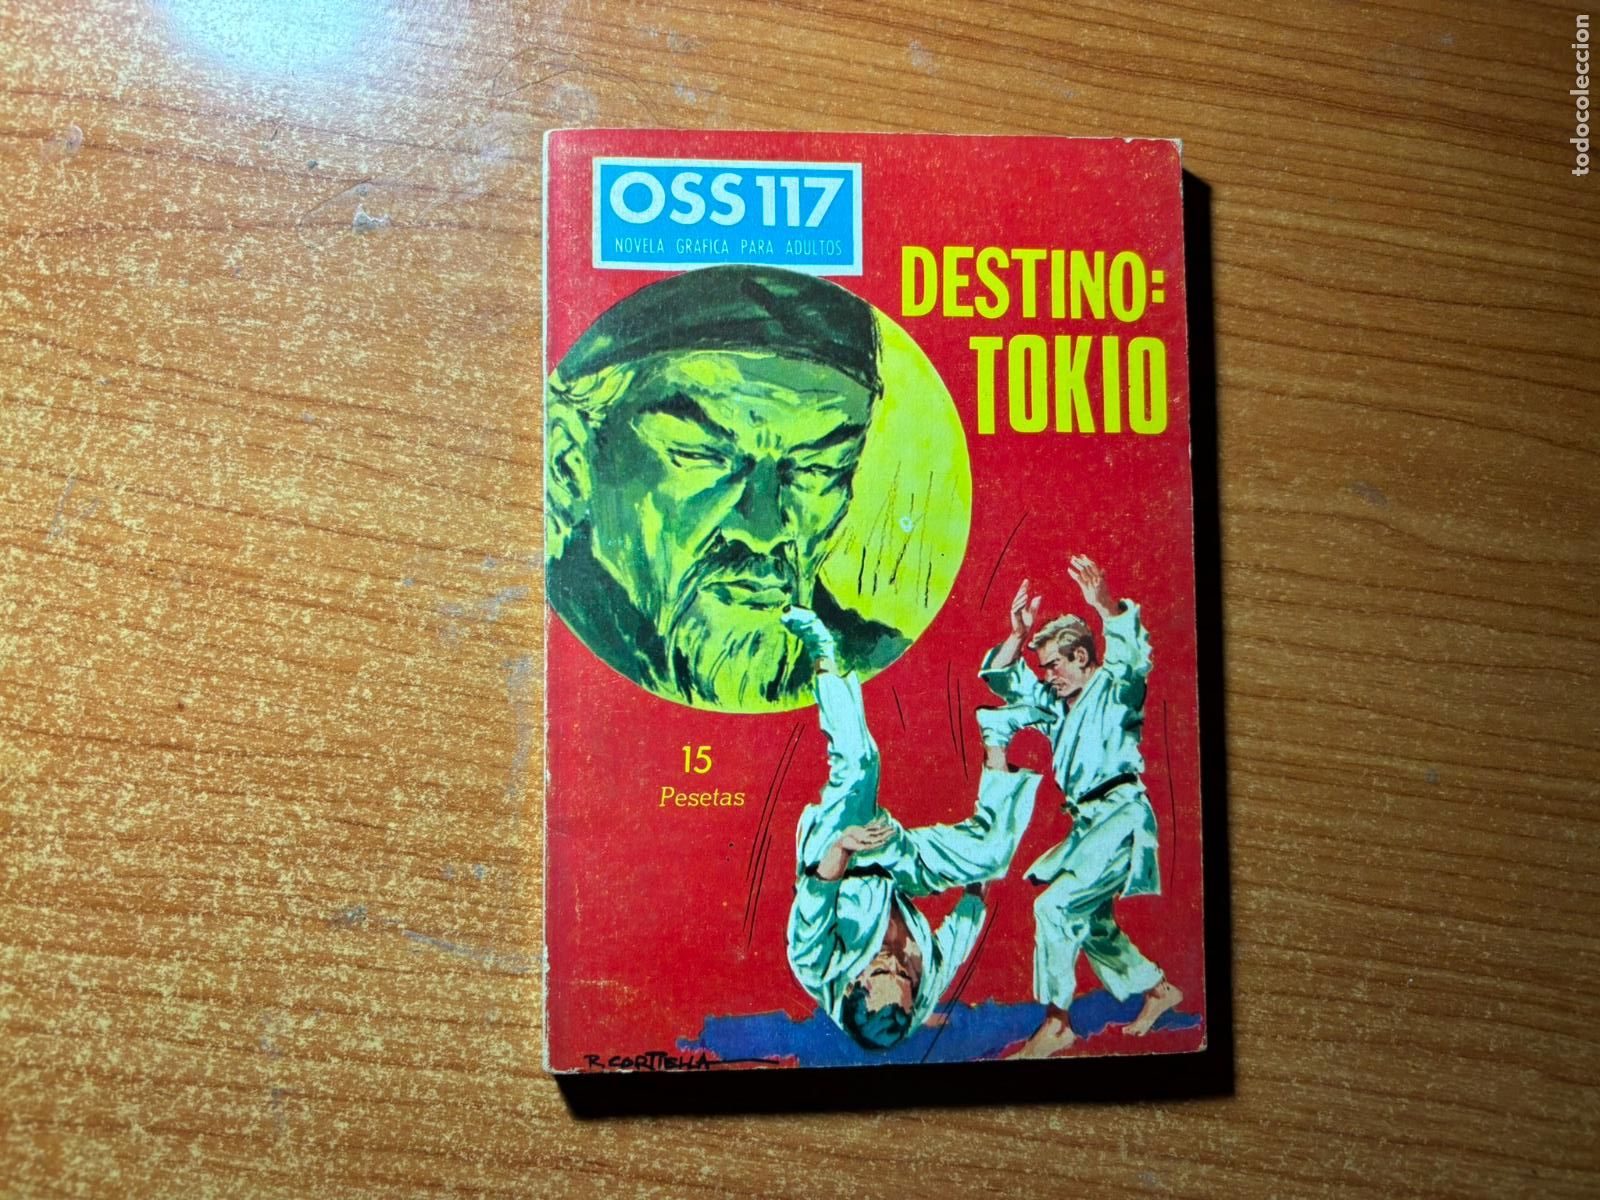 OSS 117
NOVELA GRAFICA PARA ADULTOS
DESTINO:
TOKIO
15
Pesetas
R. CORTIELLA
todocoleccion